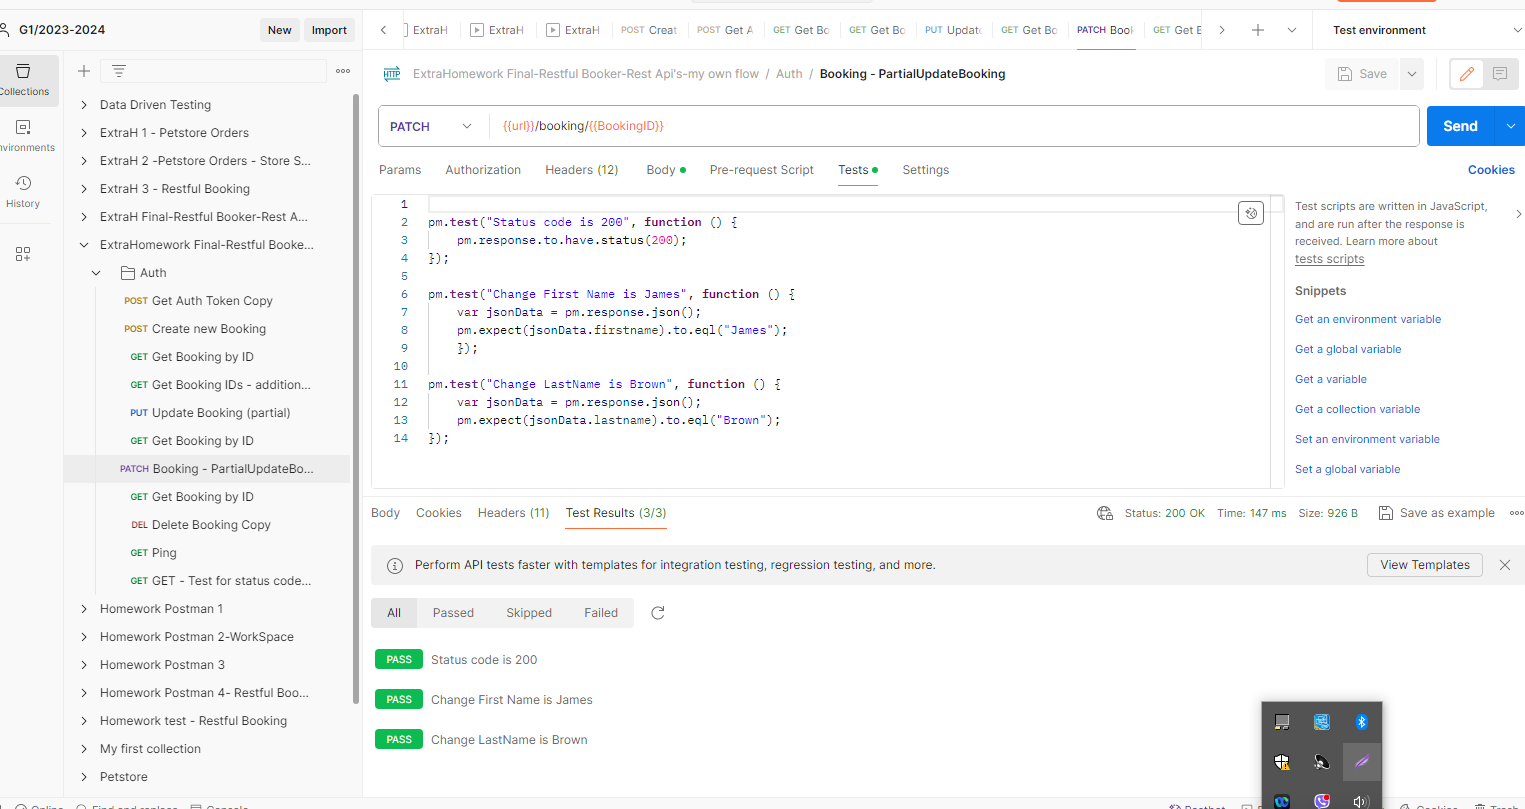 G1/2023-2024
New
Import
ExtraH
ExtraH
ExtraH
POST Creat
POST Get A
GET Get Bo
GET Get Bo
PUT Update
GET Get Bo
PATCH Book
GET Get B
Test environment
Collections
Environments
History
Data Driven Testing
ExtraH 1 - Petstore Orders
ExtraH 2 -Petstore Orders - Store S...
ExtraH 3 - Restful Booking
ExtraH Final-Restful Booker-Rest A...
ExtraHomework Final-Restful Booke...
Auth
POST Get Auth Token Copy
POST Create new Booking
GET Get Booking by ID
GET Get Booking IDs - addition...
PUT Update Booking (partial)
GET Get Booking by ID
PATCH Booking - PartialUpdateBo...
GET Get Booking by ID
DEL Delete Booking Copy
GET Ping
GET GET - Test for status code...
Homework Postman 1
Homework Postman 2-WorkSpace
Homework Postman 3
Homework Postman 4- Restful Boo...
Homework test - Restful Booking
My first collection
Petstore
HTTP ExtraHomework Final-Restful Booker-Rest Api's-my own flow / Auth / Booking - PartialUpdateBooking
Save
PATCH
{{url}}/booking/{{BookingID}}
Send
Params Authorization Headers (12) Body Pre-request Script Tests Settings
Cookies
1
2 pm.test("Status code is 200", function () {
3 pm.response.to.have.status(200);
4 });
5
6 pm.test("Change First Name is James", function () {
7 var jsonData = pm.response.json();
8 pm.expect(jsonData.firstname).to.eql("James");
9 });
10
11 pm.test("Change LastName is Brown", function () {
12 var jsonData = pm.response.json();
13 pm.expect(jsonData.lastname).to.eql("Brown");
14 });
Test scripts are written in JavaScript,
and are run after the response is
received. Learn more about
tests scripts
Snippets
Get an environment variable
Get a global variable
Get a variable
Get a collection variable
Set an environment variable
Set a global variable
Body Cookies Headers (11) Test Results (3/3)
Status: 200 OK Time: 147 ms Size: 926 B
Save as example
Perform API tests faster with templates for integration testing, regression testing, and more.
View Templates
All Passed Skipped Failed
PASS Status code is 200
PASS Change First Name is James
PASS Change LastName is Brown
Online
Find and replace
Console
Postbot
Cookies
Trash